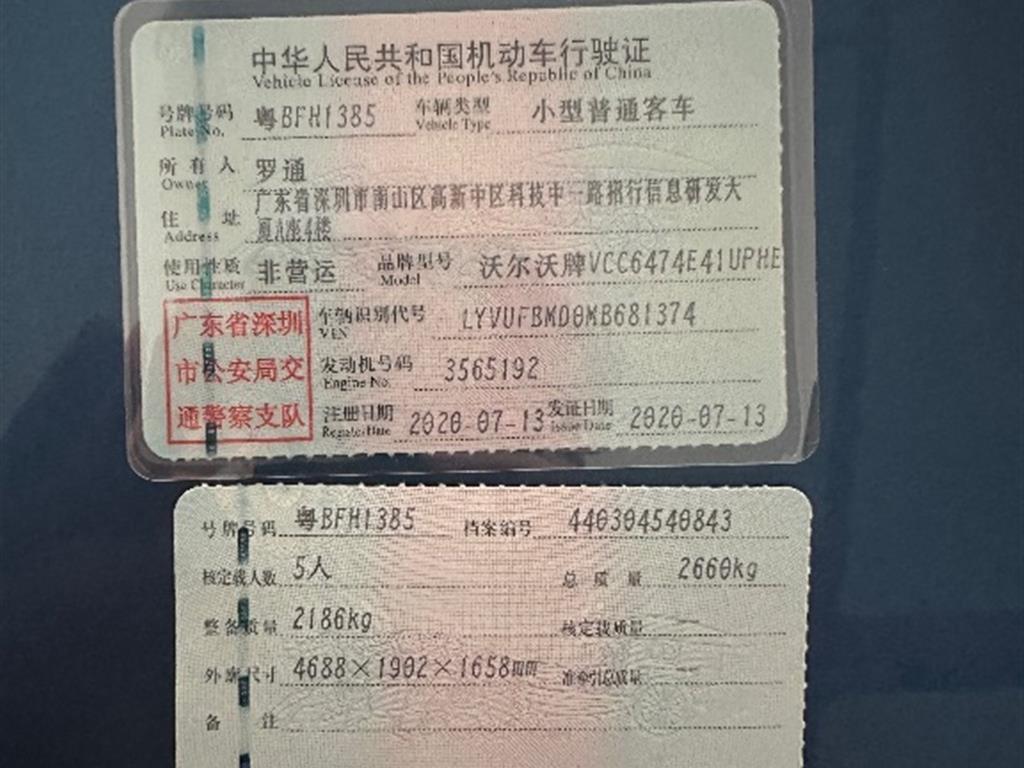 中华人民共和国机动车行驶证
Vehicle License of the People's Republic of China
号牌号码 粤BFH1385 车辆类型 小型普通客车
Plate No. Vehicle Type
所有人 罗通
Owner
住址 广东省深圳市南山区高新中区科技中一路招行信息研发大
Address 厦A座4楼
使用性质 非营运 品牌型号 沃尔沃牌VCC6474E41UPHE
Use Character Model
广东省深圳
市公安局交
通警察支队
车辆识别代号 LYVUFBMD0MB681374
VIN
发动机号码 3565192
Engine No.
注册日期 2020-07-13 发证日期 2020-07-13
Register Date Issue Date
号牌号码 粤BFH1385 档案编号 440304540843
核定载人数 5人 总质量 2660kg
整备质量 2186kg 核定载质量
外廓尺寸 4688×1902×1658mm 准牵引总质量
备注